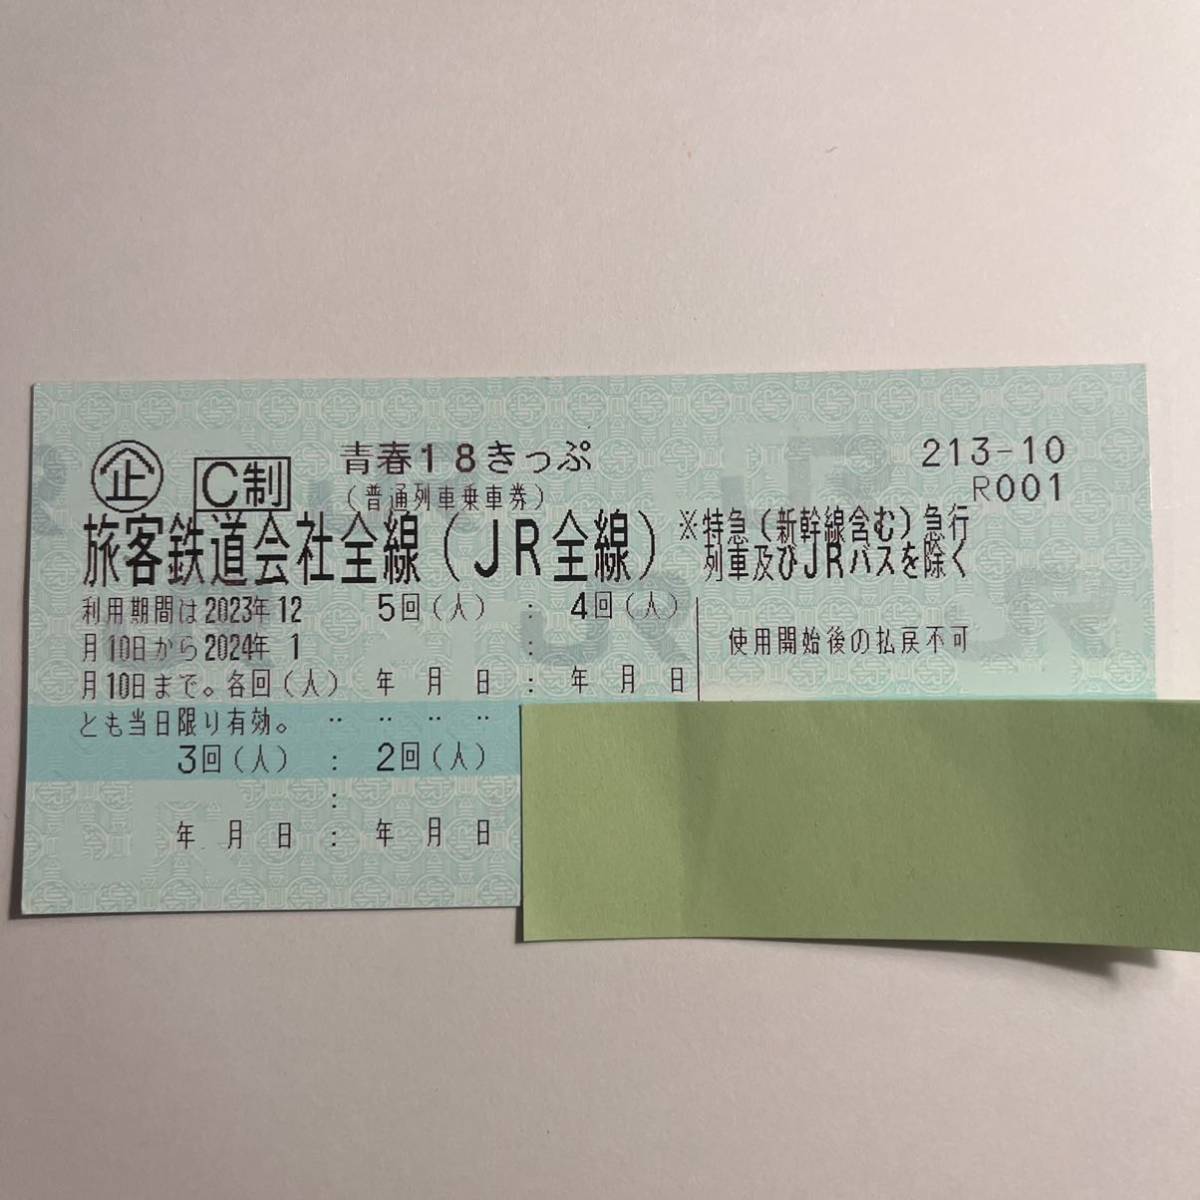 企 C制 青春18きっぷ 213-10
(普通列車乗車券) R001
旅客鉄道会社全線(JR全線) ※特急(新幹線含む)急行
列車及びJRバスを除く
利用期間は2023年12 5回(人) : 4回(人)
月10日から2024年 1 : 使用開始後の払戻不可
月10日まで。各回(人) 年 月 日 : 年 月 日
とも当日限り有効。 ‥ ‥ ‥ ‥
3回(人) : 2回(人)
:
年 月 日 : 年 月 日
JR
JR
JR